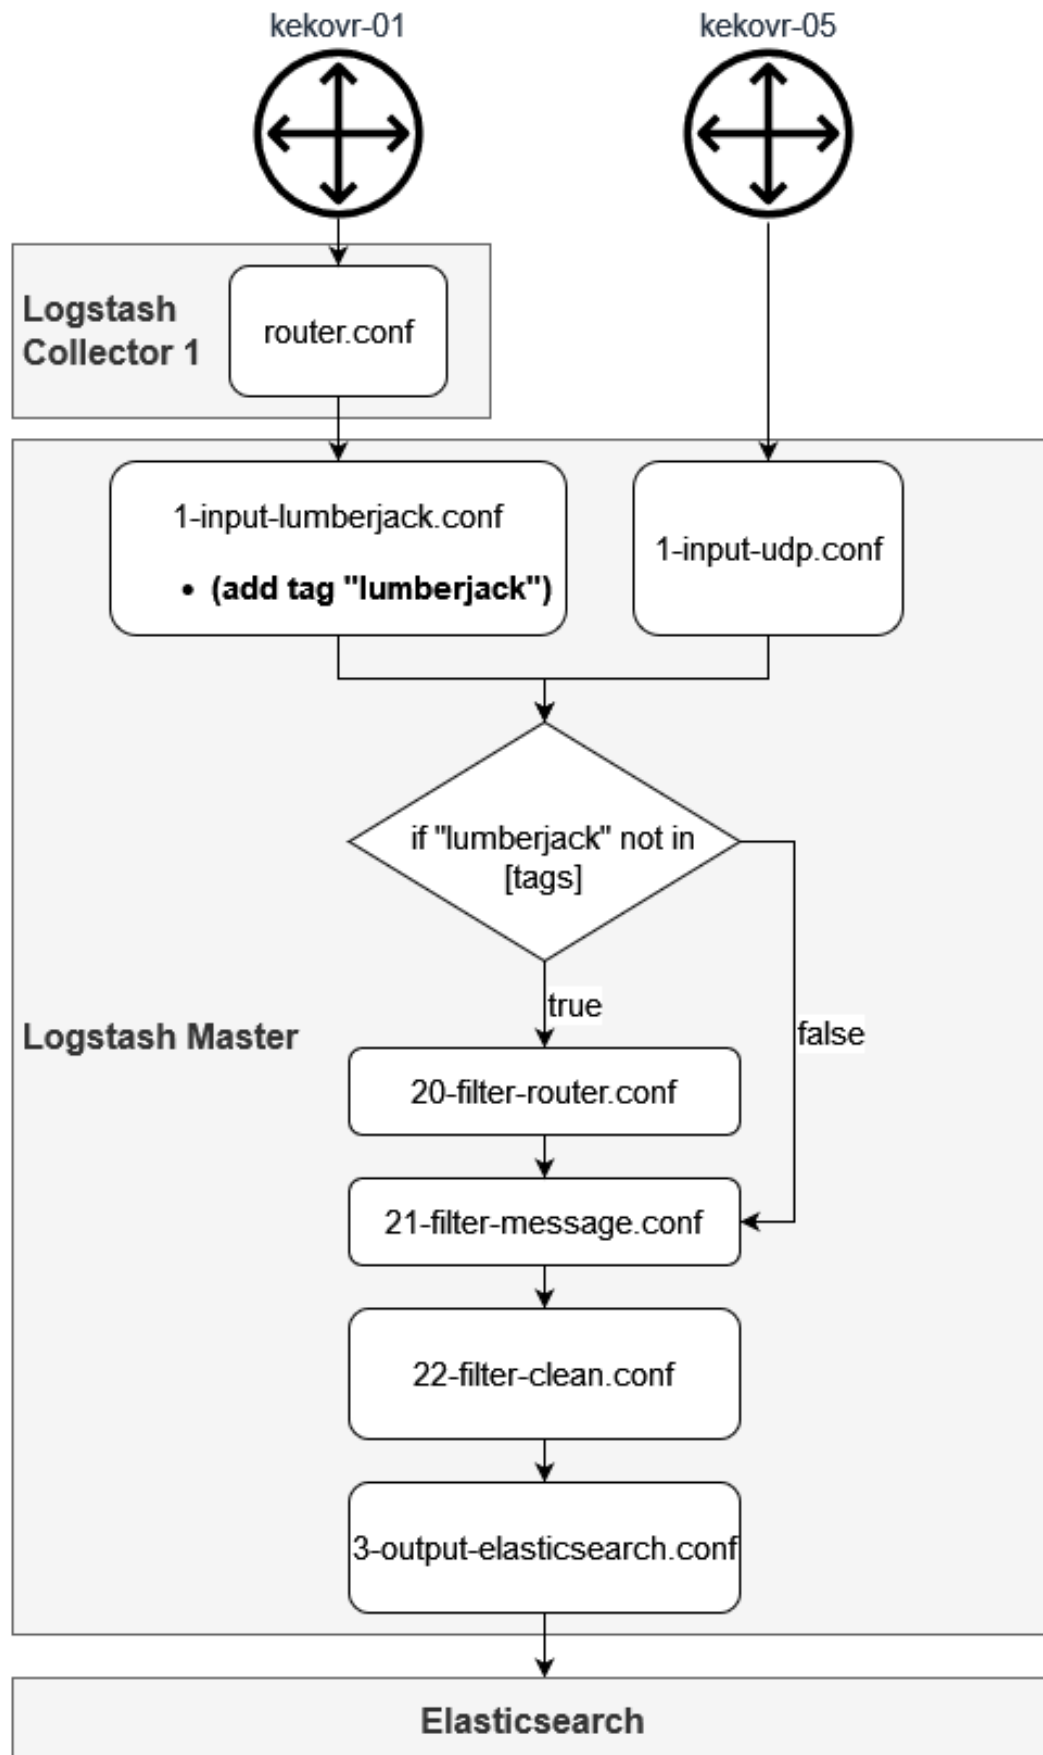 kekovr-01
kekovr-05
Logstash
Collector 1
router.conf
1-input-lumberjack.conf
• (add tag "lumberjack")
1-input-udp.conf
if "lumberjack" not in
[tags]
true
false
Logstash Master
20-filter-router.conf
21-filter-message.conf
22-filter-clean.conf
3-output-elasticsearch.conf
Elasticsearch